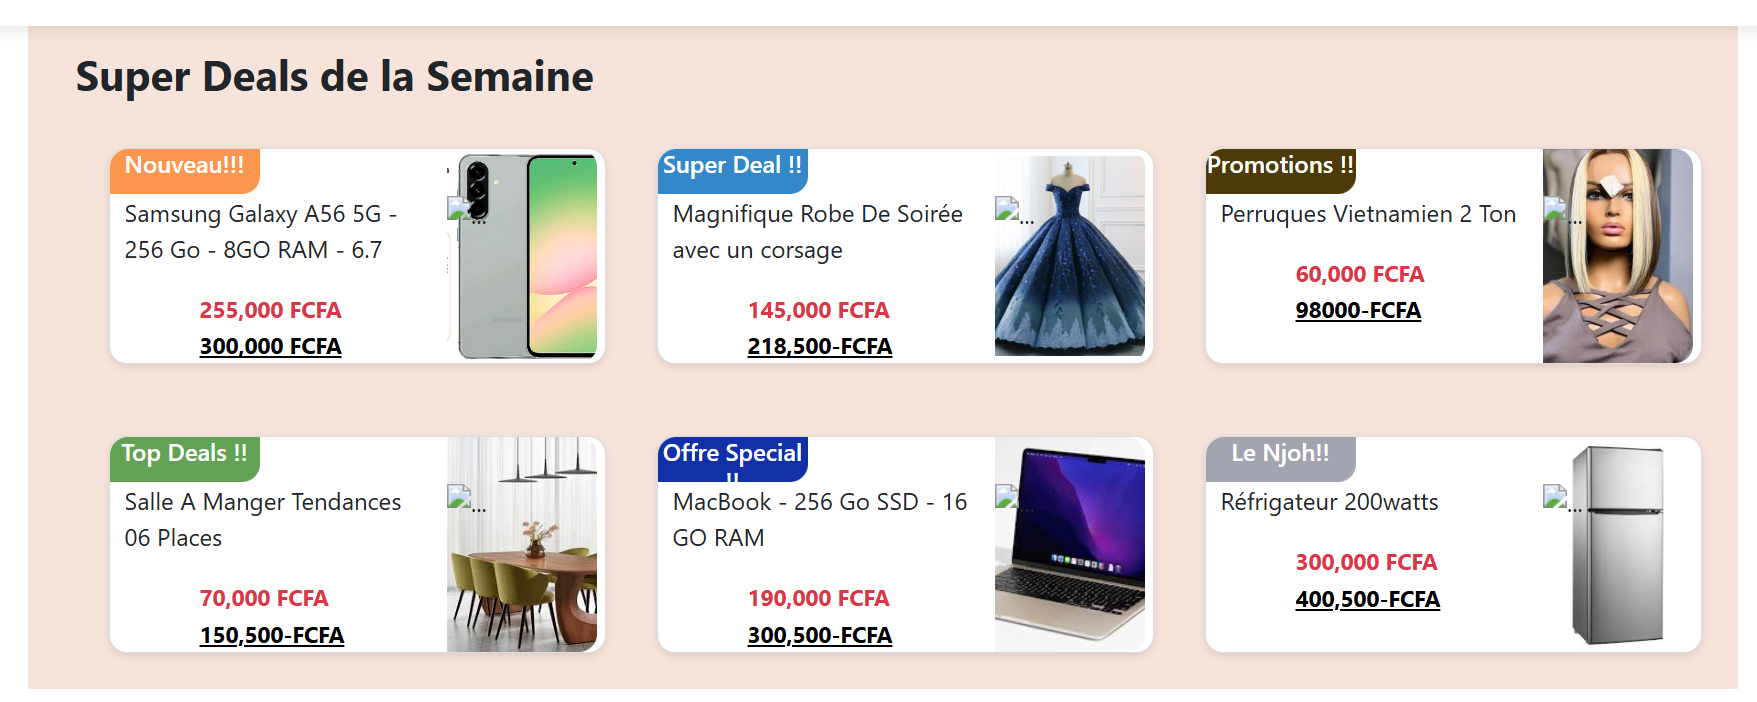 Super Deals de la Semaine
Nouveau!!!
Samsung Galaxy A56 5G -
256 Go - 8GO RAM - 6.7
255,000 FCFA
300,000 FCFA
...
Super Deal !!
Magnifique Robe De Soirée
avec un corsage
145,000 FCFA
218,500-FCFA
...
Promotions !!
Perruques Vietnamien 2 Ton
60,000 FCFA
98000-FCFA
...
Top Deals !!
Salle A Manger Tendances
06 Places
70,000 FCFA
150,500-FCFA
...
Offre Special
!!
MacBook - 256 Go SSD - 16
GO RAM
190,000 FCFA
300,500-FCFA
...
Le Njoh!!
Réfrigateur 200watts
300,000 FCFA
400,500-FCFA
...